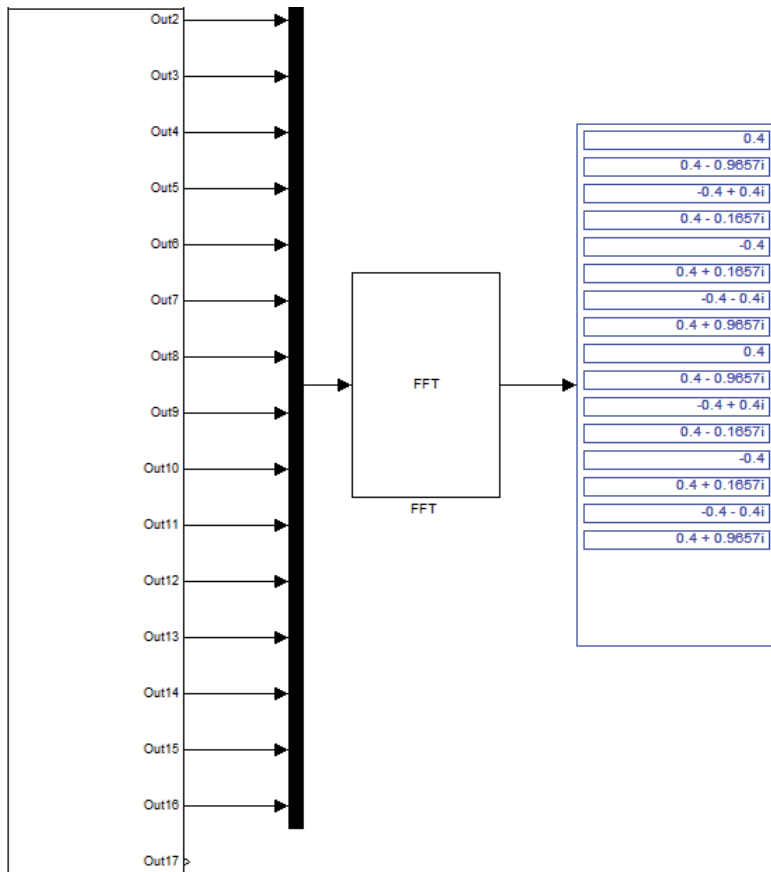 Out2
Out3
Out4
Out5
Out6
Out7
Out8
Out9
Out10
Out11
Out12
Out13
Out14
Out15
Out16
Out17
FFT
FFT
0.4
0.4 - 0.9657i
-0.4 + 0.4i
0.4 - 0.1657i
-0.4
0.4 + 0.1657i
-0.4 - 0.4i
0.4 + 0.9657i
0.4
0.4 - 0.9657i
-0.4 + 0.4i
0.4 - 0.1657i
-0.4
0.4 + 0.1657i
-0.4 - 0.4i
0.4 + 0.9657i